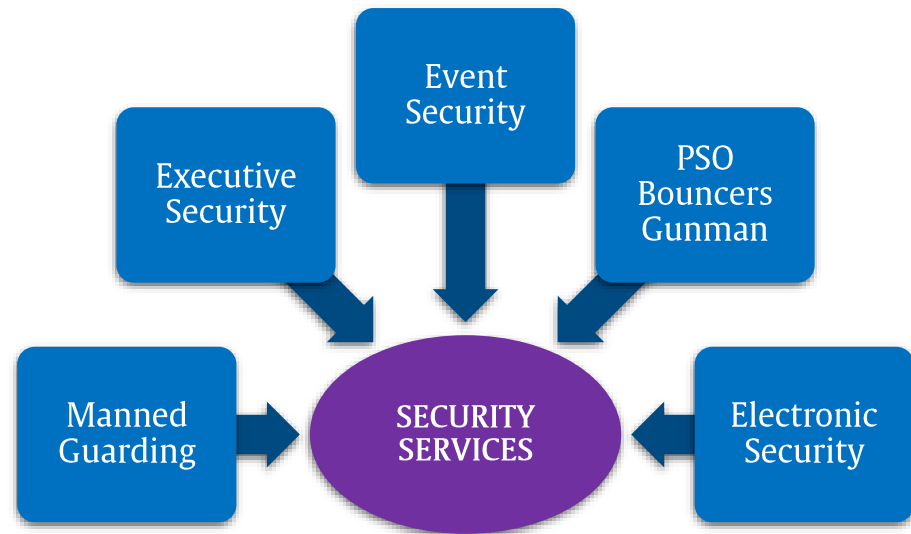 Event
Security
Executive
Security
PSO
Bouncers
Gunman
Manned
Guarding
SECURITY
SERVICES
Electronic
Security